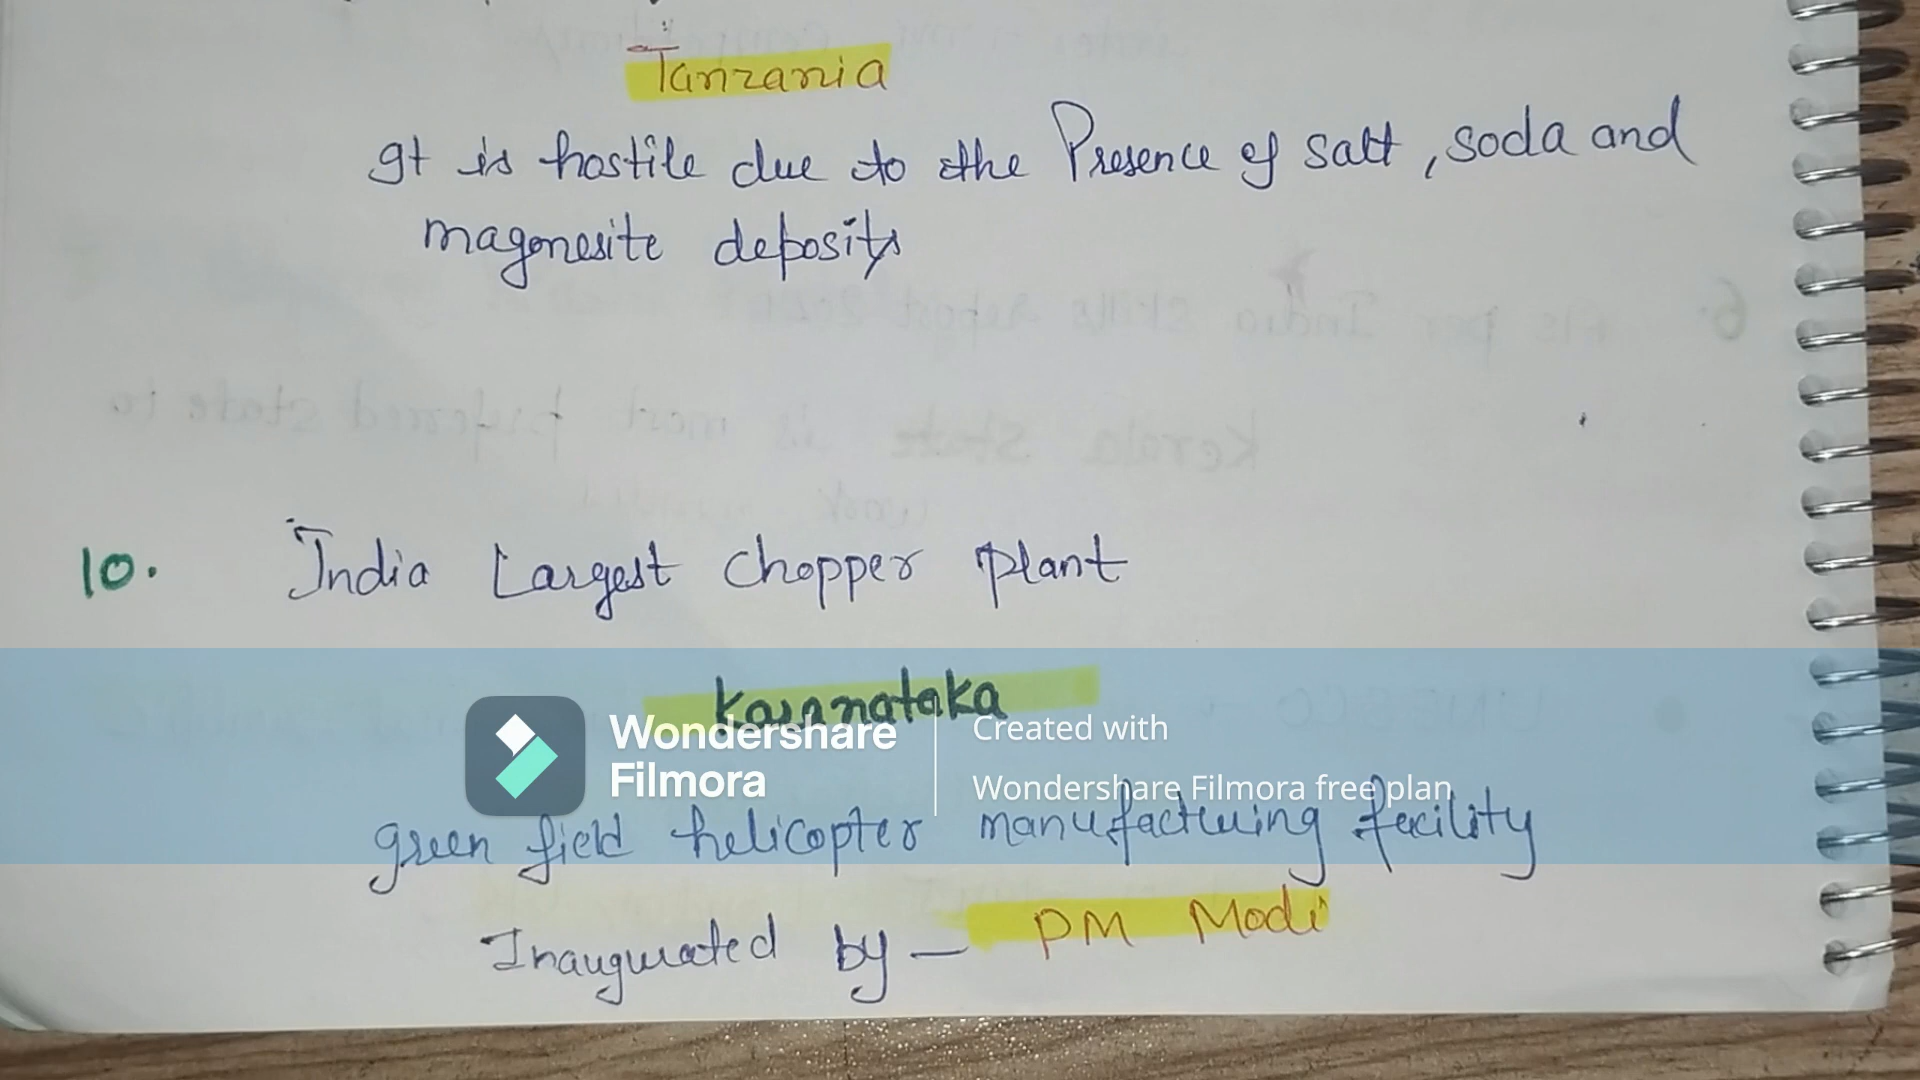 Tanzania
It is hostile due to the Presence of salt, soda and
magnesite deposits
10. India Largest Chopper Plant
Karanataka
Wondershare
Filmora
Created with
Wondershare Filmora free plan
green field helicopter manufacturing facility
Inaugurated by - PM Modi